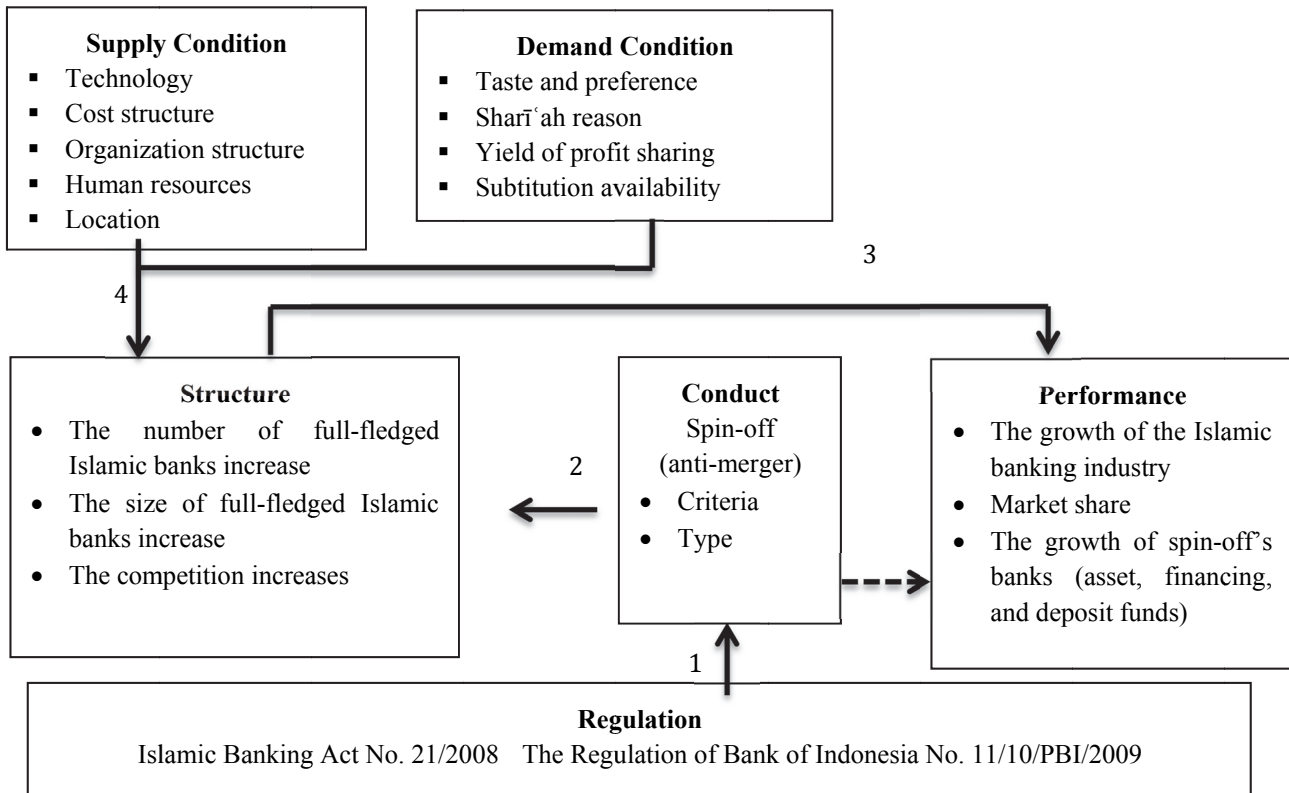 Supply Condition
▪ Technology
▪ Cost structure
▪ Organization structure
▪ Human resources
▪ Location
Demand Condition
▪ Taste and preference
▪ Sharīʿah reason
▪ Yield of profit sharing
▪ Subtitution availability
3
4
Structure
• The number of full-fledged
Islamic banks increase
• The size of full-fledged Islamic
banks increase
• The competition increases
2
Conduct
Spin-off
(anti-merger)
• Criteria
• Type
Performance
• The growth of the Islamic
banking industry
• Market share
• The growth of spin-off’s
banks (asset, financing,
and deposit funds)
1
Regulation
Islamic Banking Act No. 21/2008 The Regulation of Bank of Indonesia No. 11/10/PBI/2009